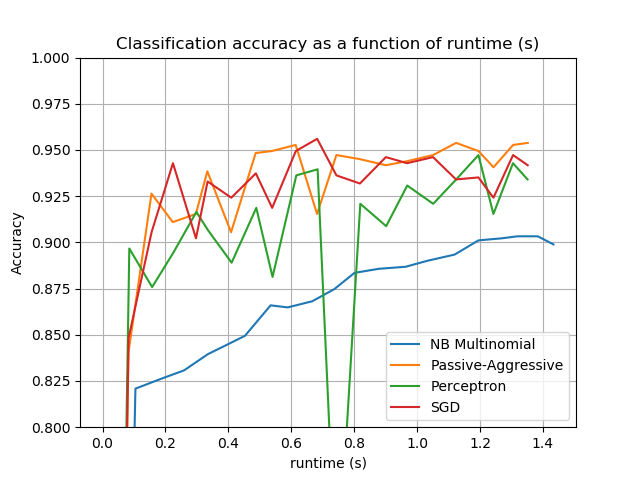 Classification accuracy as a function of runtime (s)
1.000
0.975
0.950
0.925
0.900
0.875
0.850
0.825
0.800
Accuracy
NB Multinomial
Passive-Aggressive
Perceptron
SGD
0.0 0.2 0.4 0.6 0.8 1.0 1.2 1.4
runtime (s)